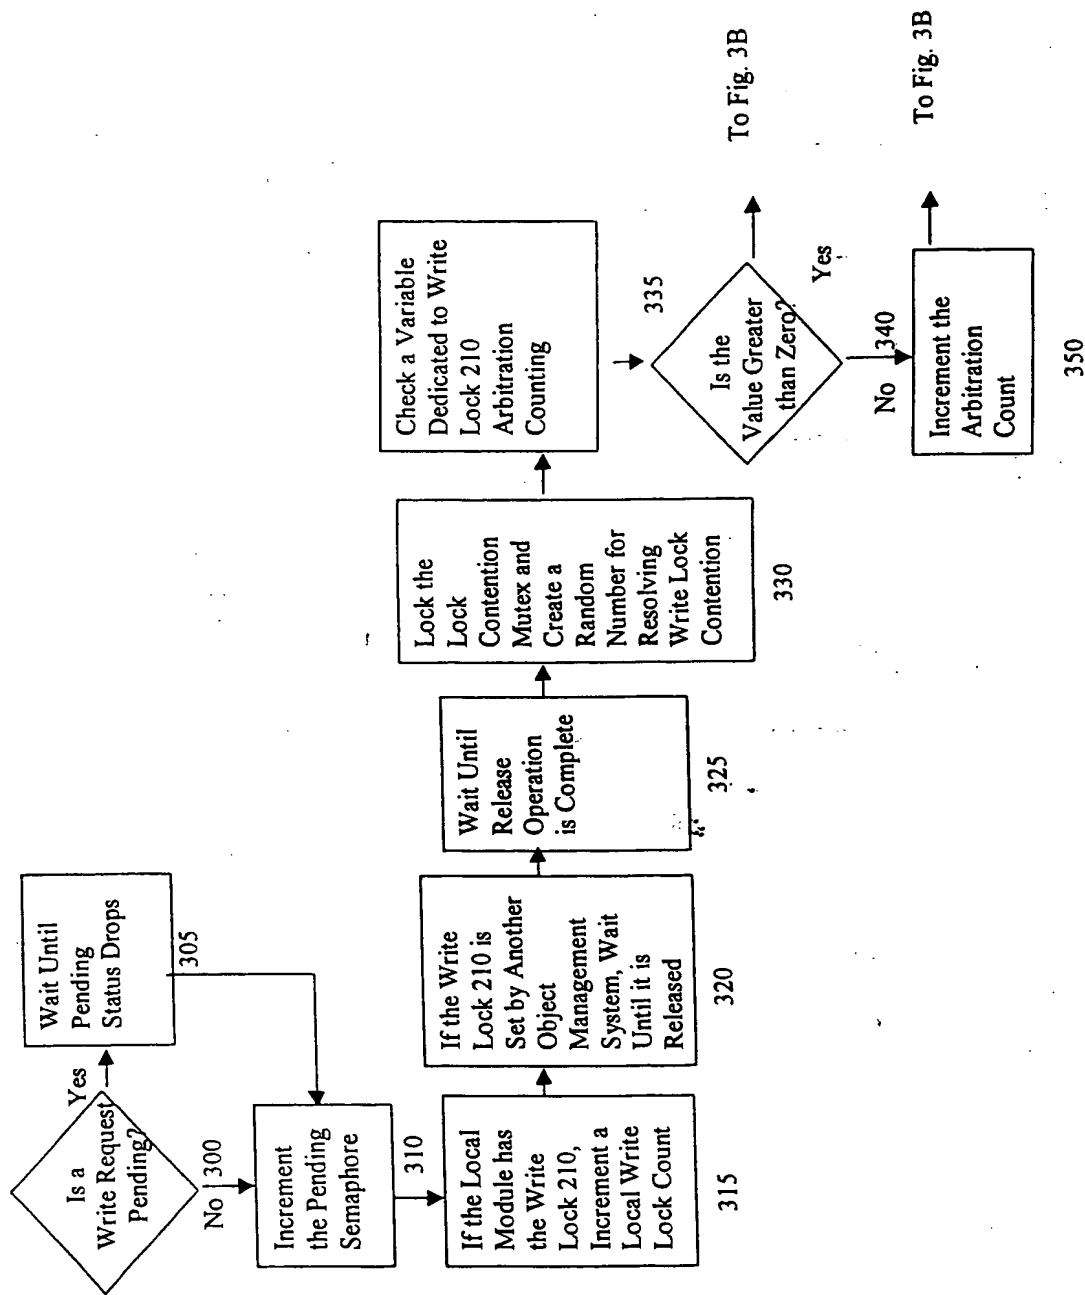 Is a
Write Request
Pending?
Yes
No
300
Wait Until
Pending
Status Drops
305
Increment
the Pending
Semaphore
310
If the Local
Module has
the Write
Lock 210,
Increment a
Local Write
Lock Count
315
If the Write
Lock 210 is
Set by Another
Object
Management
System, Wait
Until it is
Released
320
Wait Until
Release
Operation
is Complete
325
Lock the
Lock
Contention
Mutex and
Create a
Random
Number for
Resolving
Write Lock
Contention
330
Check a Variable
Dedicated to Write
Lock 210
Arbitration
Counting
335
Is the
Value Greater
than Zero?
Yes
To Fig. 3B
No
340
Increment the
Arbitration
Count
350
To Fig. 3B